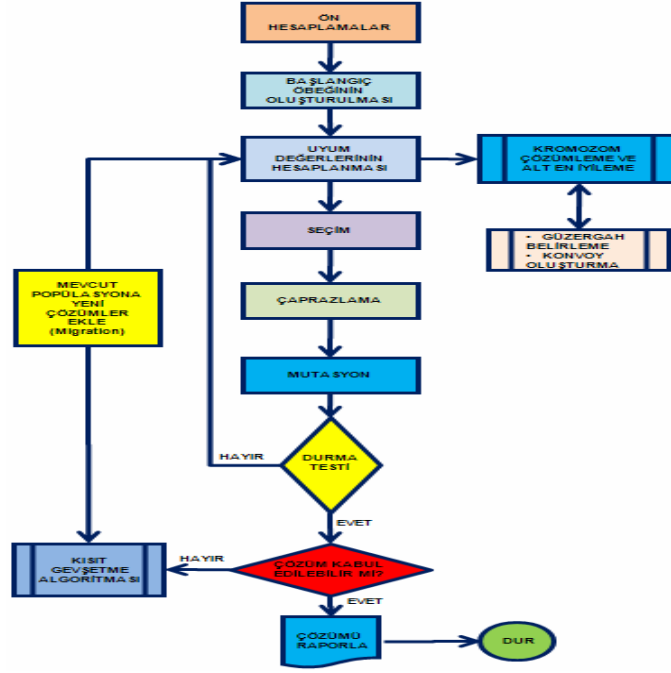 ÖN
HESAPLAMALAR
BAŞLANGIÇ
ÖBEĞİNİN
OLUŞTURULMASI
UYUM
DEĞERLERİNİN
HESAPLANMASI
KROMOZOM
ÇÖZÜMLEME VE
ALT EN İYİLEME
SEÇİM
• GÜZERGAH
BELİRLEME
• KONVOY
OLUŞTURMA
MEVCUT
POPÜLASYONA
YENİ
ÇÖZÜMLER
EKLE
(Migration)
ÇAPRAZLAMA
MUTASYON
HAYIR
DURMA
TESTİ
EVET
KISIT
GEVŞETME
ALGORİTMASI
HAYIR
ÇÖZÜM KABUL
EDİLEBİLİR Mİ?
EVET
ÇÖZÜMÜ
RAPORLA
DUR